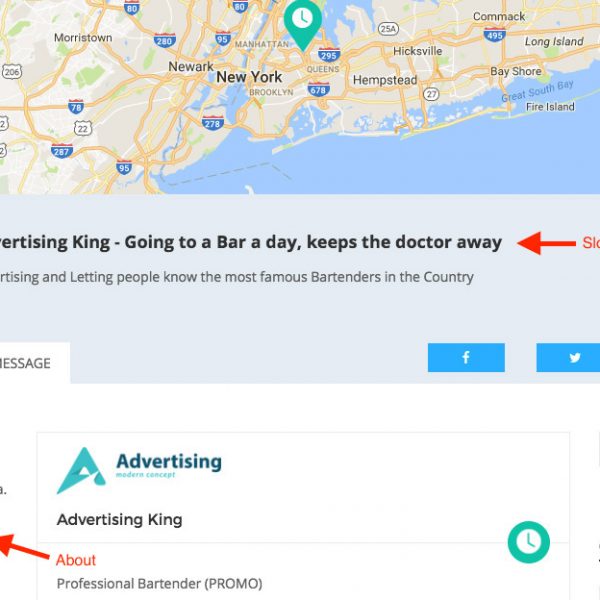 Commack
25A
495
Morristown
80
95
Long Island
MANHATTAN
Hicksville
295
206
280
Newark
QUEENS
Bay Shore
New York
Hempstead
Great South Bay
BROOKLYN
678
27
Fire Island
78
22
278
22
287
95
vertising King - Going to a Bar a day, keeps the doctor away
Slo
rtising and Letting people know the most famous Bartenders in the Country
MESSAGE
Advertising
modern concept
a.
Advertising King
About
Professional Bartender (PROMO)